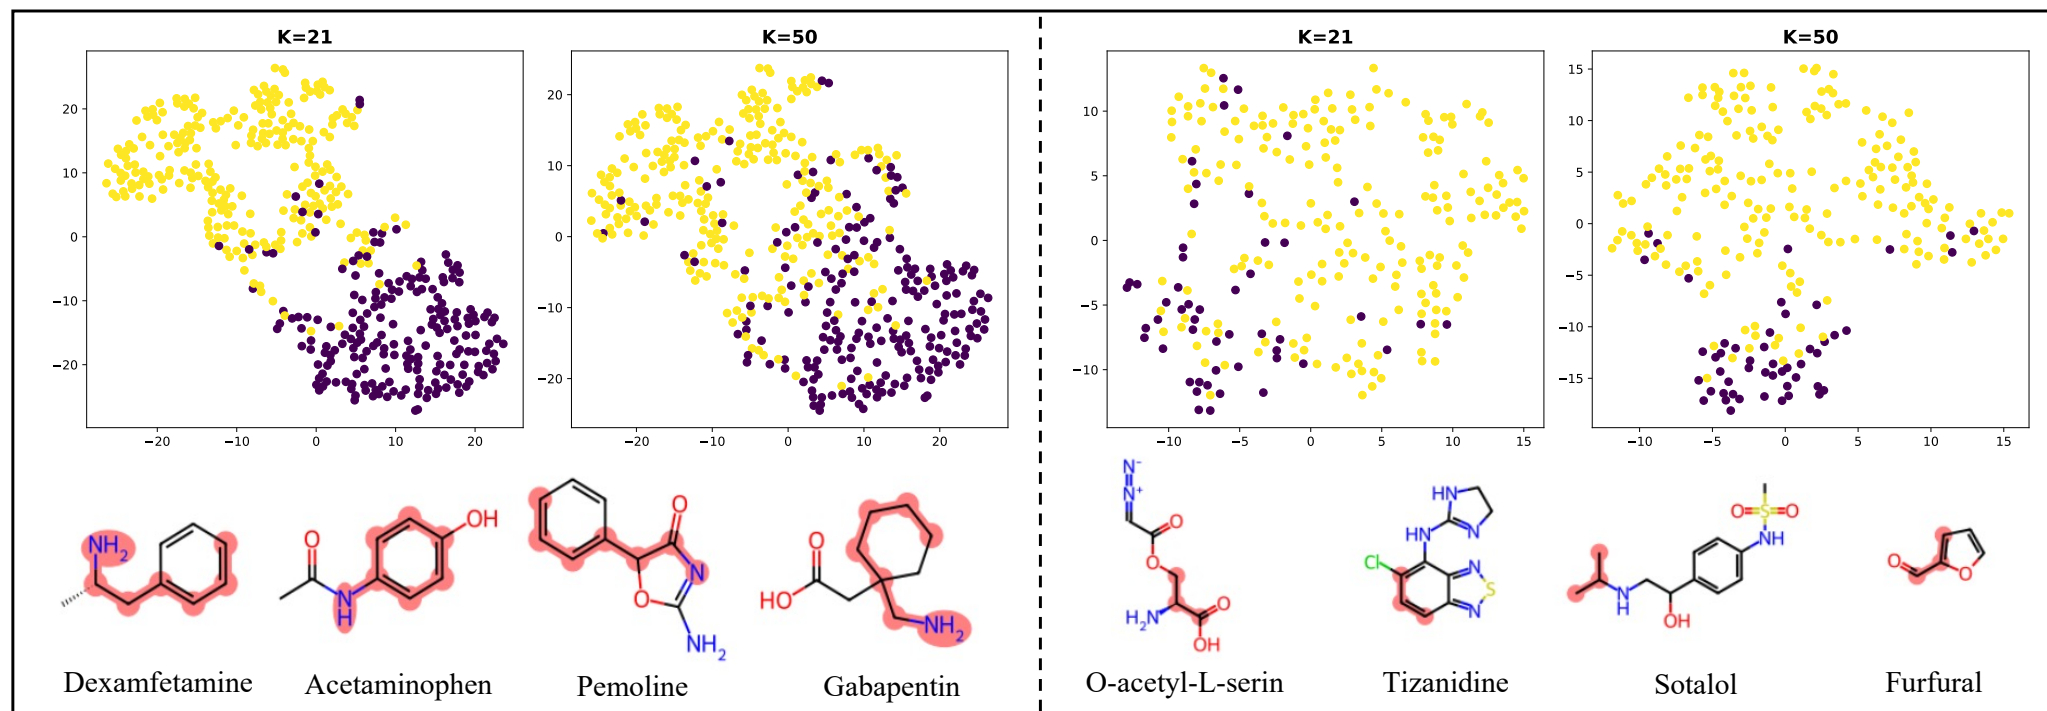 K=21
20
10
0
−10
−20
−20
−10
0
10
20
K=50
20
10
0
−10
−20
−20
−10
0
10
20
K=21
10
5
0
−5
−10
−10
−5
0
5
10
15
K=50
15
10
5
0
−5
−10
−15
−10
−5
0
5
10
15
NH2
O
N
H
OH
O
N
O
NH2
O
HO
NH2
N-
N+
O
O
H2N
O
OH
HN
N
HN
Cl
N
S
N
O S O
NH
N
H
OH
O
O
Dexamfetamine
Acetaminophen
Pemoline
Gabapentin
O-acetyl-L-serin
Tizanidine
Sotalol
Furfural